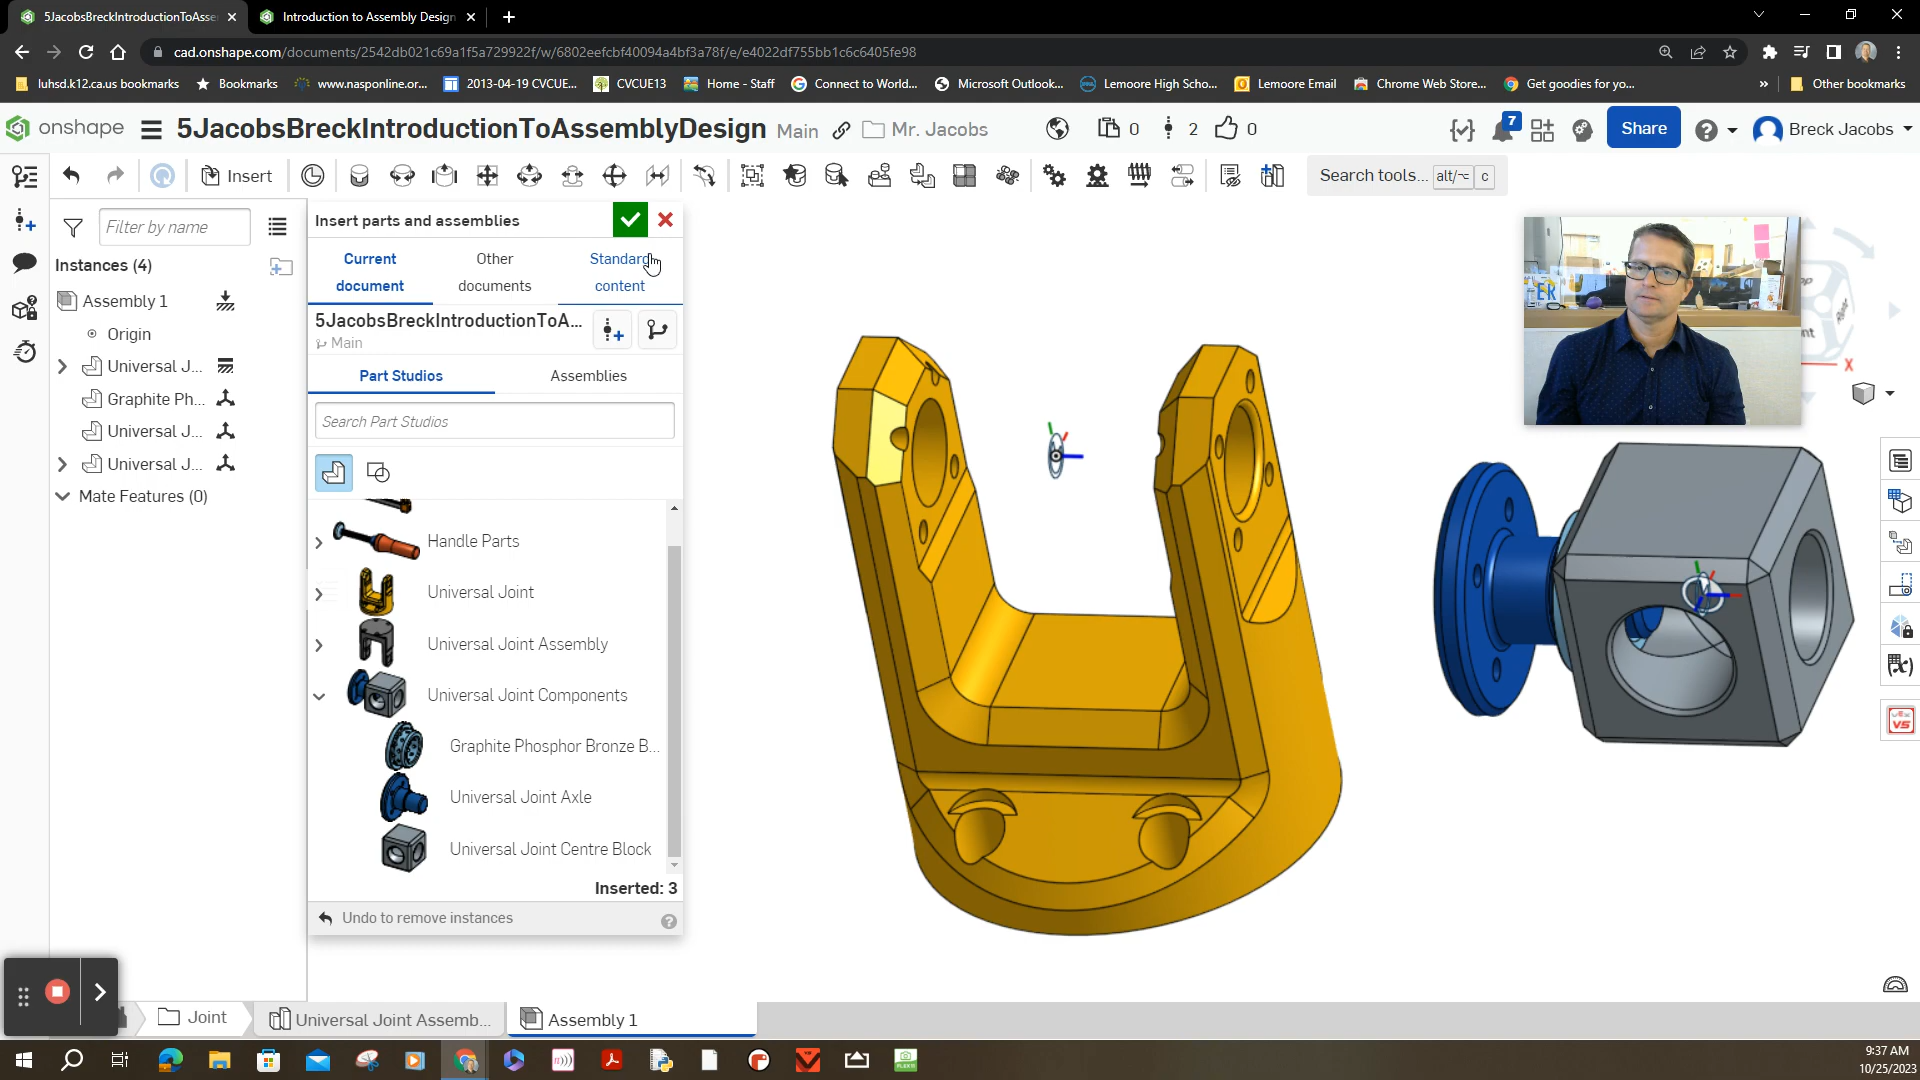 5JacobsBreckIntroductionToAsse
Introduction to Assembly Design
cad.onshape.com/documents/2542db021c69a1f5a729922f/w/6802eefcbf40094a4bf3a78f/e/e4022df755bb1c6c6405fe98
luhsd.k12.ca.us bookmarks
Bookmarks
www.nasponline.or...
2013-04-19 CVCUE...
CVCUE13
Home - Staff
Connect to World...
Microsoft Outlook...
Lemoore High Scho...
Lemoore Email
Chrome Web Store...
Get goodies for yo...
»
Other bookmarks
onshape
5JacobsBreckIntroductionToAssemblyDesign
Main
Mr. Jacobs
0
2
0
7
Share
Breck Jacobs
Insert
Search tools... alt/⌥ c
Filter by name
Instances (4)
Assembly 1
Origin
Universal J...
Graphite Ph...
Universal J...
Universal J...
Mate Features (0)
Insert parts and assemblies
Current document
Other documents
Standard content
5JacobsBreckIntroductionToA...
Main
Part Studios
Assemblies
Search Part Studios
Handle Parts
Universal Joint
Universal Joint Assembly
Universal Joint Components
Graphite Phosphor Bronze B...
Universal Joint Axle
Universal Joint Centre Block
Inserted: 3
Undo to remove instances
X
Joint
Universal Joint Assemb...
Assembly 1
9:37 AM
10/25/2023